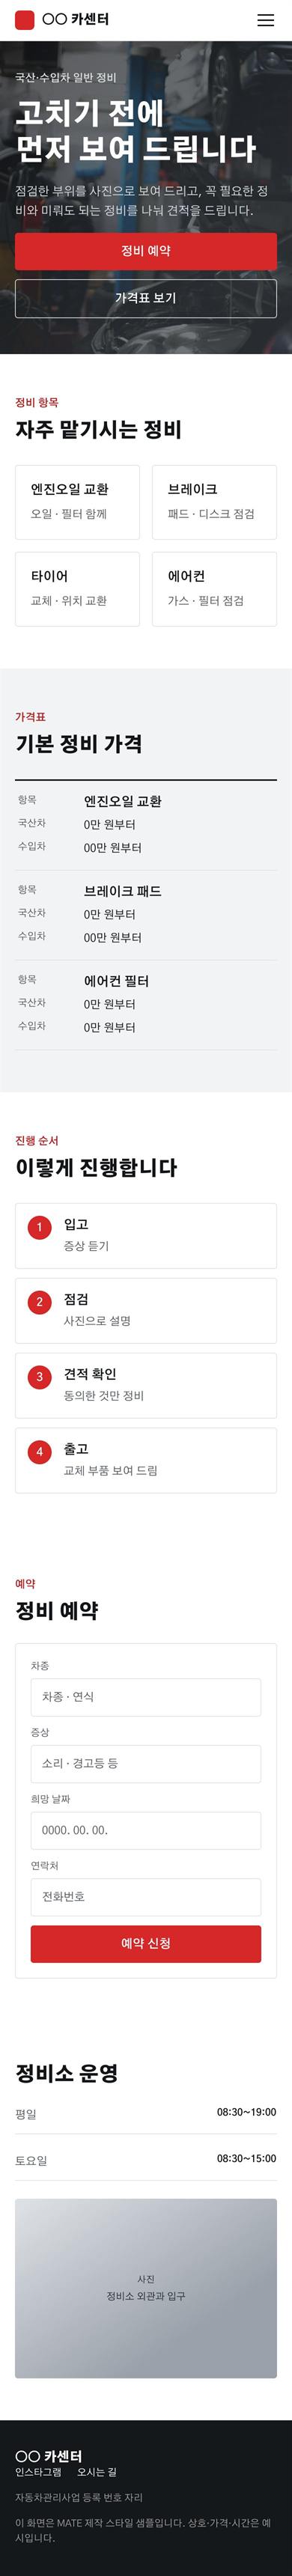 ○○ 카센터
국산·수입차 일반 정비
고치기 전에
먼저 보여 드립니다
점검한 부위를 사진으로 보여 드리고, 꼭 필요한 정
비와 미뤄도 되는 정비를 나눠 견적을 드립니다.
정비 예약
가격표 보기
정비 항목
자주 맡기시는 정비
엔진오일 교환
오일 · 필터 함께
브레이크
패드 · 디스크 점검
타이어
교체 · 위치 교환
에어컨
가스 · 필터 점검
가격표
기본 정비 가격
항목 엔진오일 교환
국산차 0만 원부터
수입차 00만 원부터
항목 브레이크 패드
국산차 0만 원부터
수입차 00만 원부터
항목 에어컨 필터
국산차 0만 원부터
수입차 0만 원부터
진행 순서
이렇게 진행합니다
1 입고
증상 듣기
2 점검
사진으로 설명
3 견적 확인
동의한 것만 정비
4 출고
교체 부품 보여 드림
예약
정비 예약
차종
차종 · 연식
증상
소리 · 경고등 등
희망 날짜
0000. 00. 00.
연락처
전화번호
예약 신청
정비소 운영
평일 08:30~19:00
토요일 08:30~15:00
사진
정비소 외관과 입구
○○ 카센터
인스타그램 오시는 길
자동차관리사업 등록 번호 자리
이 화면은 MATE 제작 스타일 샘플입니다. 상호·가격·시간은 예
시입니다.